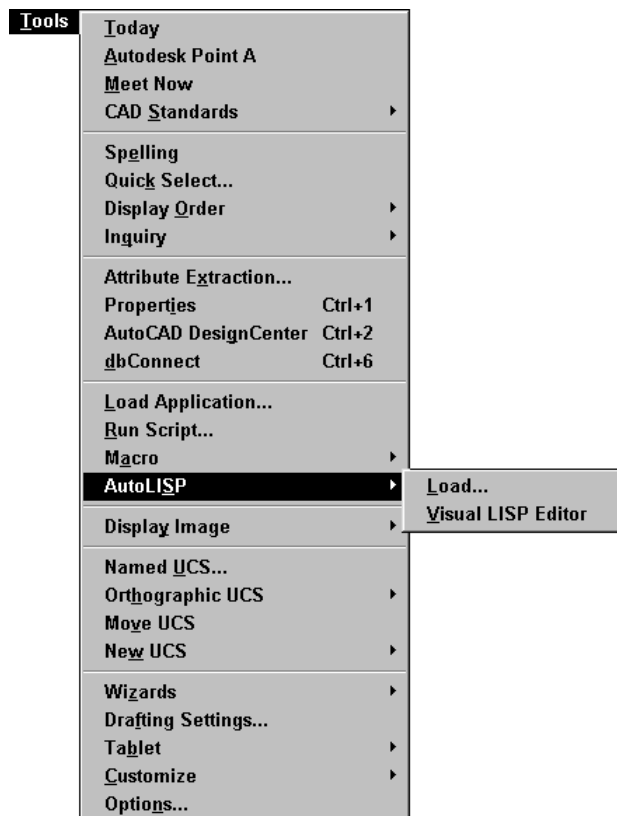 Tools
Today
Autodesk Point A
Meet Now
CAD Standards
Spelling
Quick Select...
Display Order
Inquiry
Attribute Extraction...
Properties Ctrl+1
AutoCAD DesignCenter Ctrl+2
dbConnect Ctrl+6
Load Application...
Run Script...
Macro
AutoLISP
Load...
Visual LISP Editor
Display Image
Named UCS...
Orthographic UCS
Move UCS
New UCS
Wizards
Drafting Settings...
Tablet
Customize
Options...